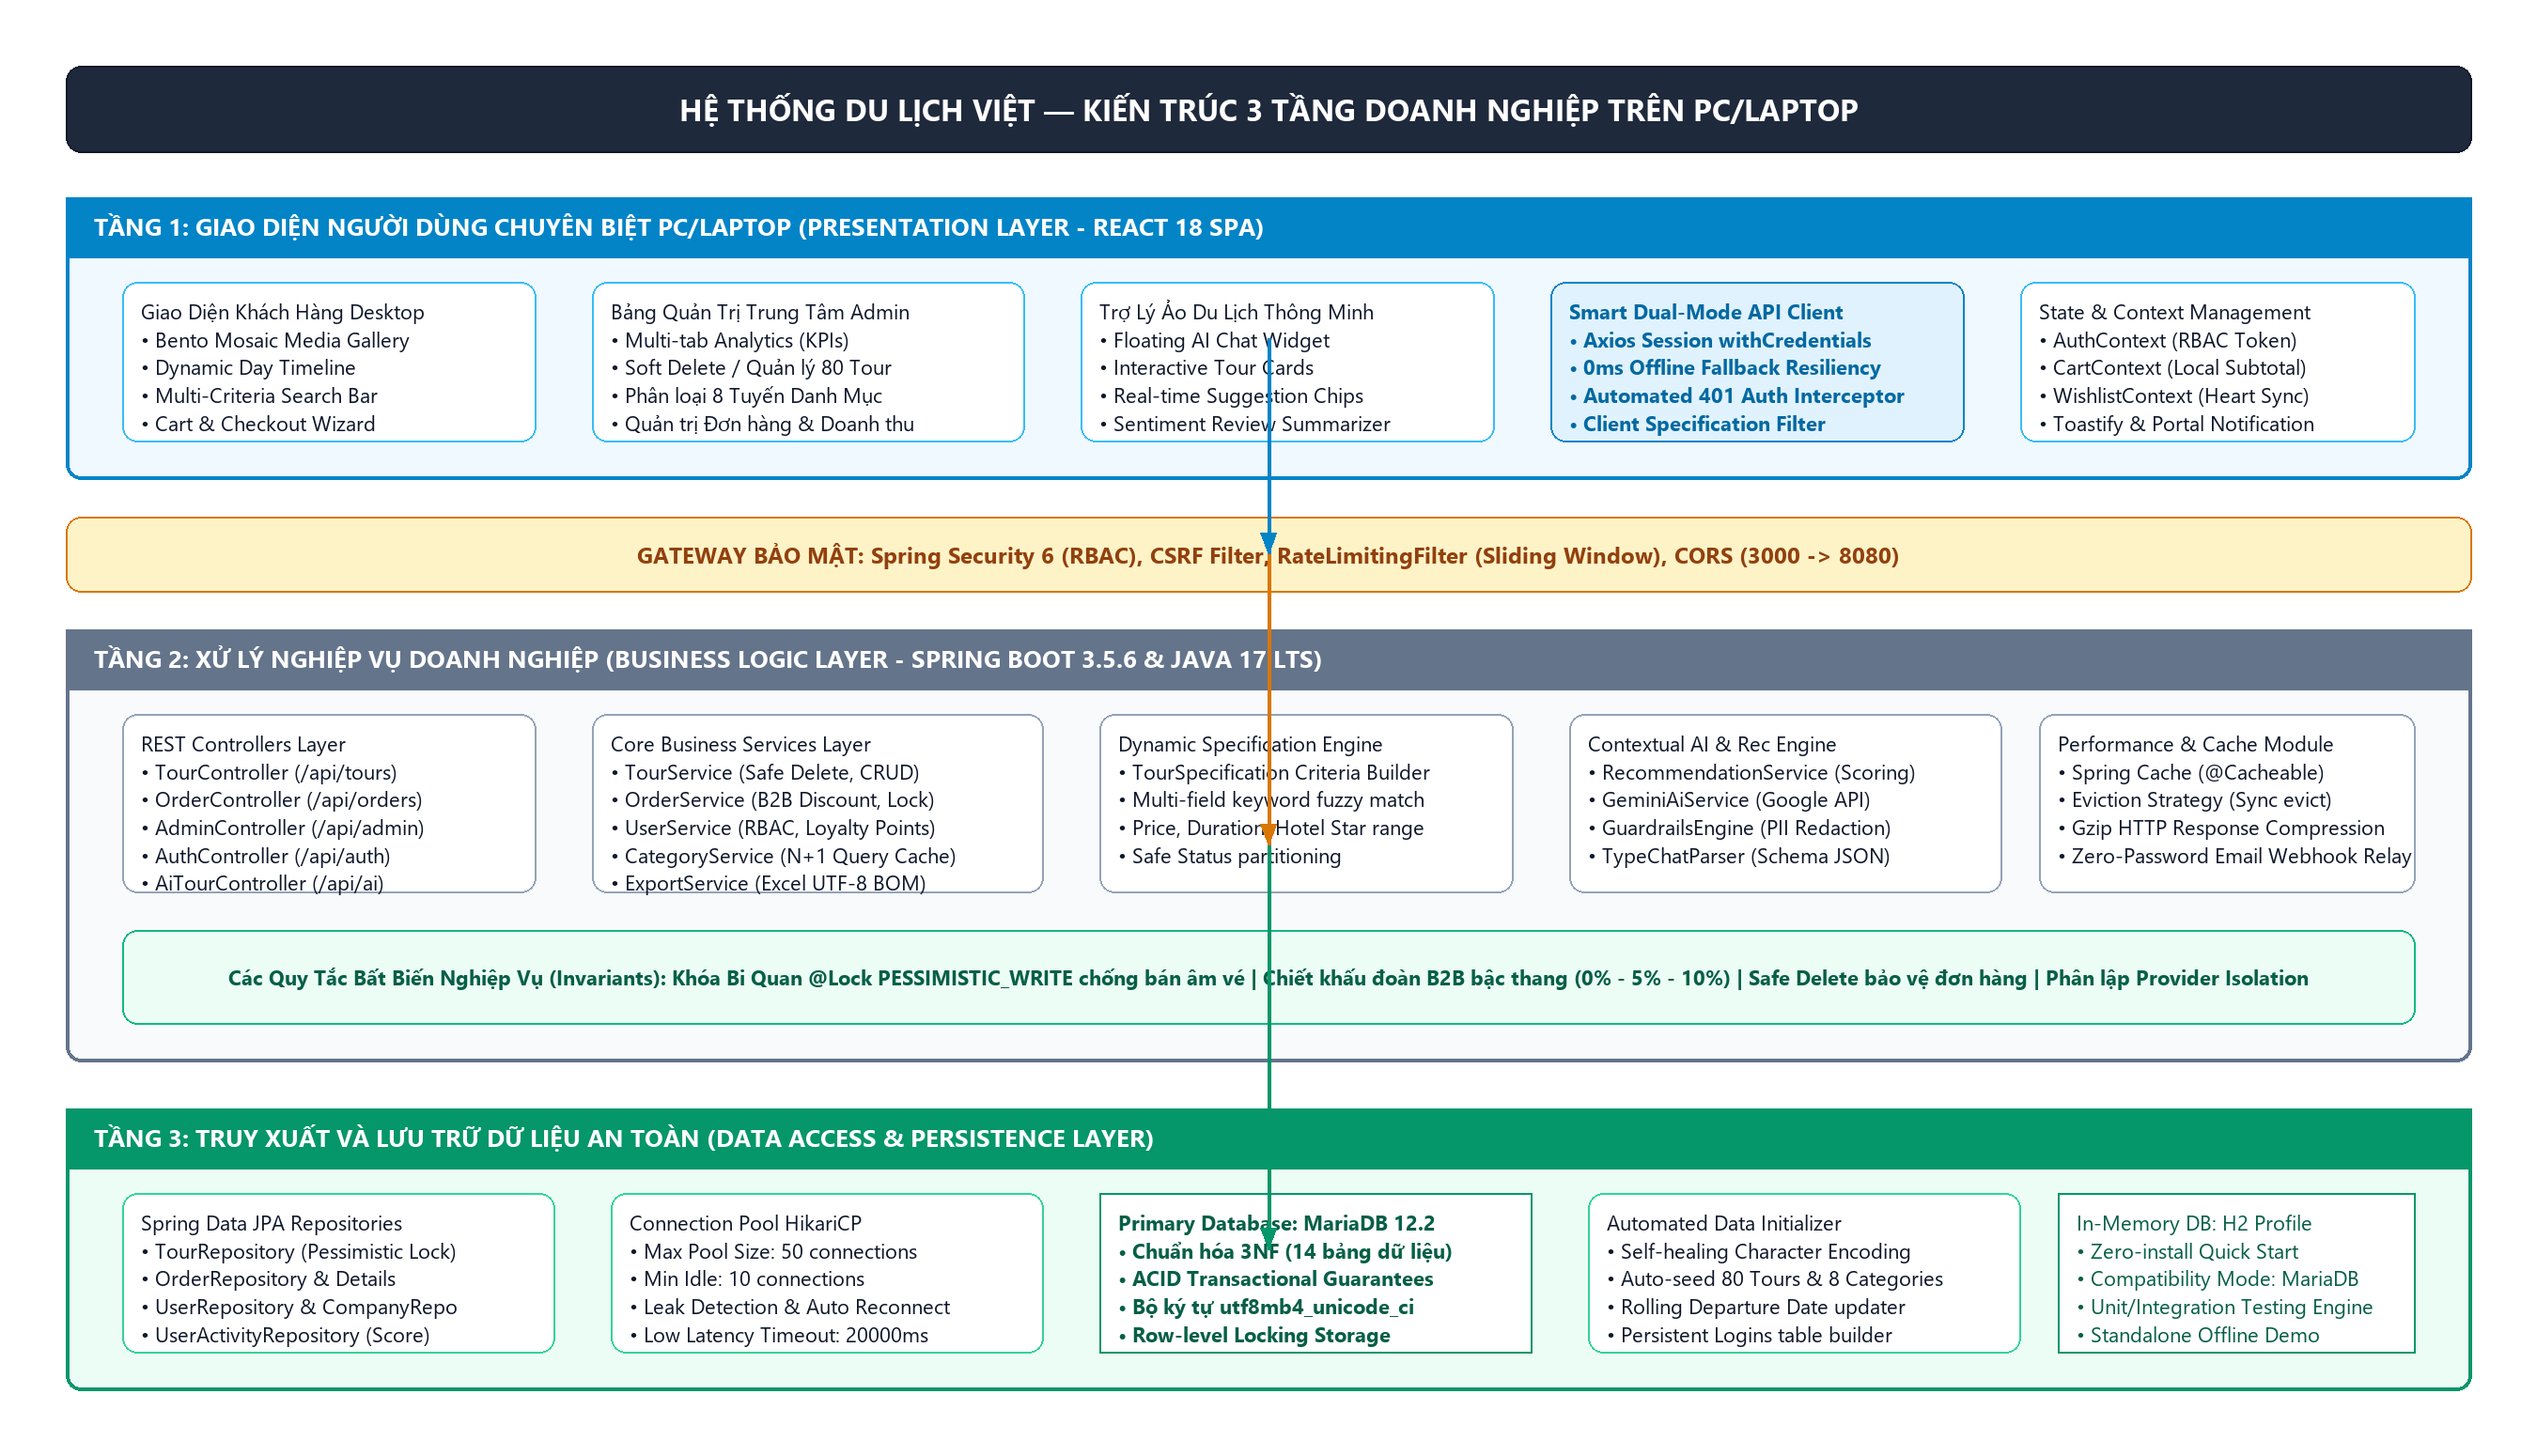 HỆ THỐNG DU LỊCH VIỆT — KIẾN TRÚC 3 TẦNG DOANH NGHIỆP TRÊN PC/LAPTOP
TẦNG 1: GIAO DIỆN NGƯỜI DÙNG CHUYÊN BIỆT PC/LAPTOP (PRESENTATION LAYER - REACT 18 SPA)
Giao Diện Khách Hàng Desktop
• Bento Mosaic Media Gallery
• Dynamic Day Timeline
• Multi-Criteria Search Bar
• Cart & Checkout Wizard
Bảng Quản Trị Trung Tâm Admin
• Multi-tab Analytics (KPIs)
• Soft Delete / Quản lý 80 Tour
• Phân loại 8 Tuyến Danh Mục
• Quản trị Đơn hàng & Doanh thu
Trợ Lý Ảo Du Lịch Thông Minh
• Floating AI Chat Widget
• Interactive Tour Cards
• Real-time Suggestion Chips
• Sentiment Review Summarizer
Smart Dual-Mode API Client
• Axios Session withCredentials
• 0ms Offline Fallback Resiliency
• Automated 401 Auth Interceptor
• Client Specification Filter
State & Context Management
• AuthContext (RBAC Token)
• CartContext (Local Subtotal)
• WishlistContext (Heart Sync)
• Toastify & Portal Notification
GATEWAY BẢO MẬT: Spring Security 6 (RBAC), CSRF Filter, RateLimitingFilter (Sliding Window), CORS (3000 -> 8080)
TẦNG 2: XỬ LÝ NGHIỆP VỤ DOANH NGHIỆP (BUSINESS LOGIC LAYER - SPRING BOOT 3.5.6 & JAVA 17 LTS)
REST Controllers Layer
• TourController (/api/tours)
• OrderController (/api/orders)
• AdminController (/api/admin)
• AuthController (/api/auth)
• AiTourController (/api/ai)
Core Business Services Layer
• TourService (Safe Delete, CRUD)
• OrderService (B2B Discount, Lock)
• UserService (RBAC, Loyalty Points)
• CategoryService (N+1 Query Cache)
• ExportService (Excel UTF-8 BOM)
Dynamic Specification Engine
• TourSpecification Criteria Builder
• Multi-field keyword fuzzy match
• Price, Duration, Hotel Star range
• Safe Status partitioning
Contextual AI & Rec Engine
• RecommendationService (Scoring)
• GeminiAiService (Google API)
• GuardrailsEngine (PII Redaction)
• TypeChatParser (Schema JSON)
Performance & Cache Module
• Spring Cache (@Cacheable)
• Eviction Strategy (Sync evict)
• Gzip HTTP Response Compression
• Zero-Password Email Webhook Relay
Các Quy Tắc Bất Biến Nghiệp Vụ (Invariants): Khóa Bi Quan @Lock PESSIMISTIC_WRITE chống bán âm vé | Chiết khấu đoàn B2B bậc thang (0% - 5% - 10%) | Safe Delete bảo vệ đơn hàng | Phân lập Provider Isolation
TẦNG 3: TRUY XUẤT VÀ LƯU TRỮ DỮ LIỆU AN TOÀN (DATA ACCESS & PERSISTENCE LAYER)
Spring Data JPA Repositories
• TourRepository (Pessimistic Lock)
• OrderRepository & Details
• UserRepository & CompanyRepo
• UserActivityRepository (Score)
Connection Pool HikariCP
• Max Pool Size: 50 connections
• Min Idle: 10 connections
• Leak Detection & Auto Reconnect
• Low Latency Timeout: 20000ms
Primary Database: MariaDB 12.2
• Chuẩn hóa 3NF (14 bảng dữ liệu)
• ACID Transactional Guarantees
• Bộ ký tự utf8mb4_unicode_ci
• Row-level Locking Storage
Automated Data Initializer
• Self-healing Character Encoding
• Auto-seed 80 Tours & 8 Categories
• Rolling Departure Date updater
• Persistent Logins table builder
In-Memory DB: H2 Profile
• Zero-install Quick Start
• Compatibility Mode: MariaDB
• Unit/Integration Testing Engine
• Standalone Offline Demo